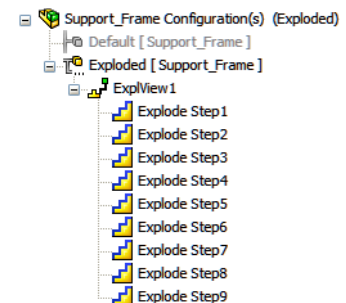 Support_Frame Configuration(s) (Exploded)
Default [ Support_Frame ]
Exploded [ Support_Frame ]
ExplView1
Explode Step1
Explode Step2
Explode Step3
Explode Step4
Explode Step5
Explode Step6
Explode Step7
Explode Step8
Explode Step9